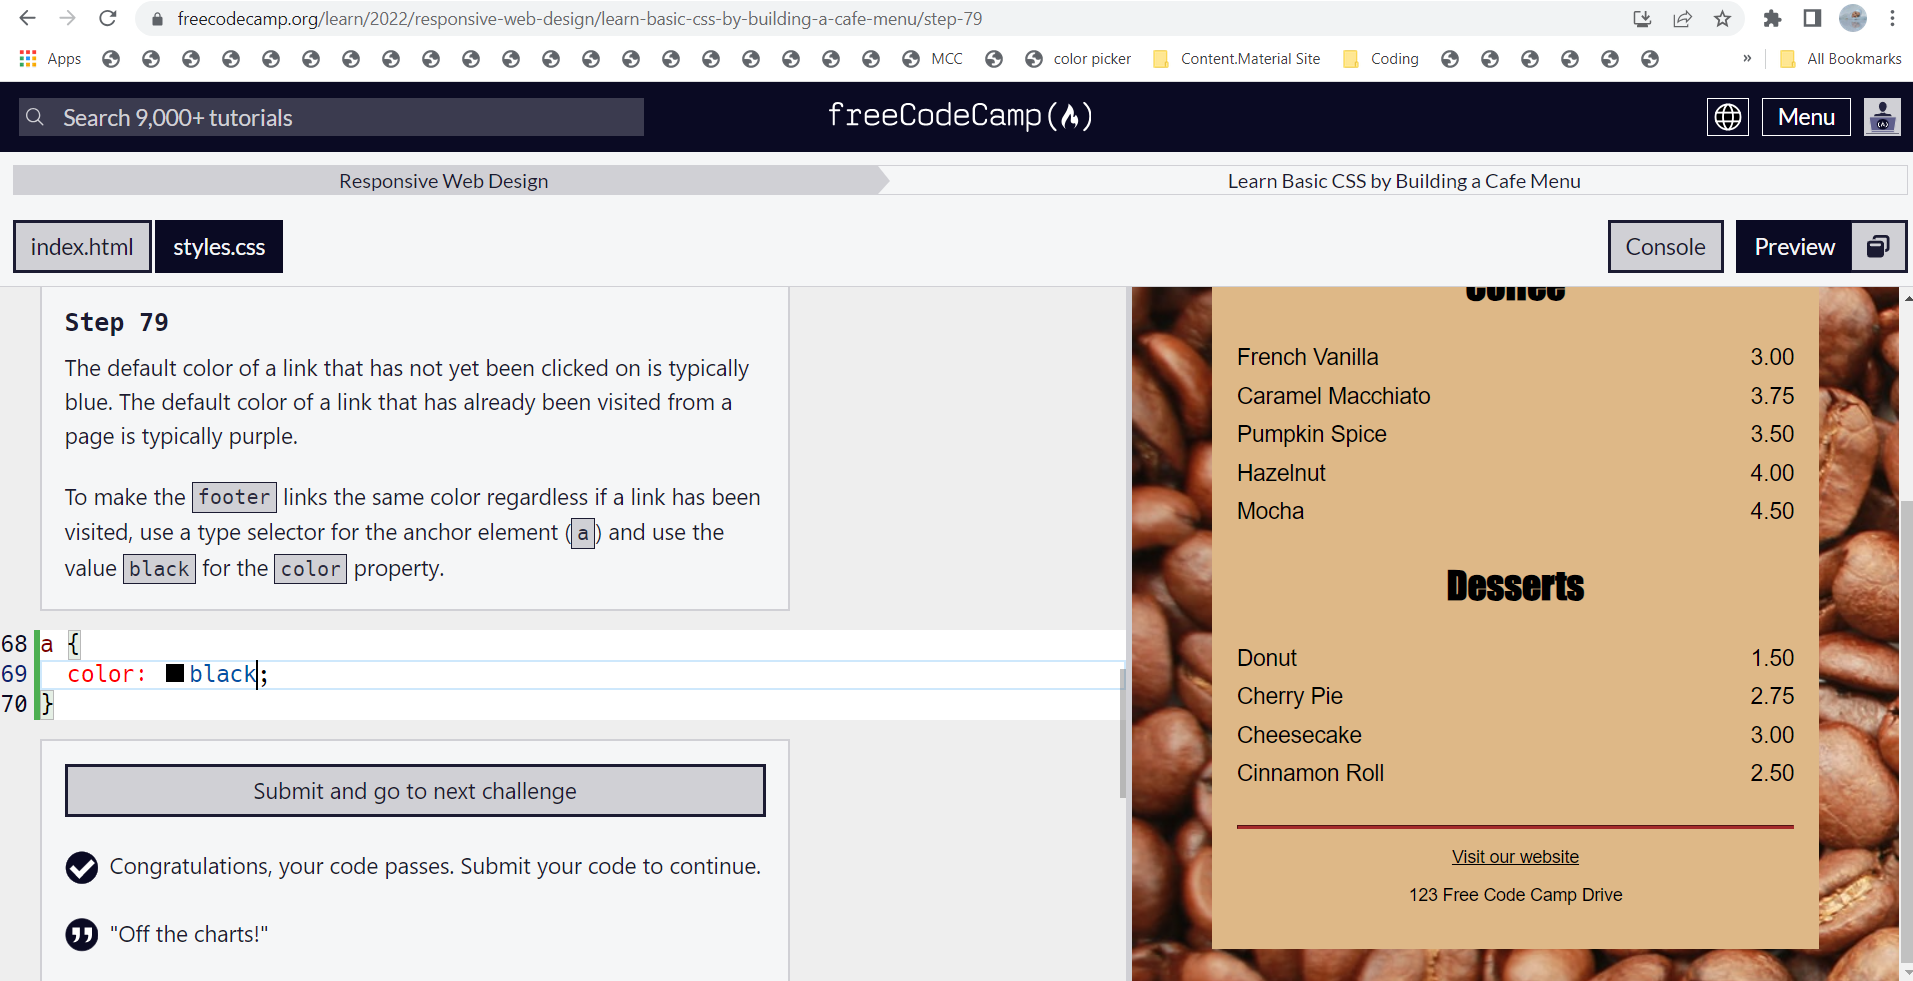 freecodecamp.org/learn/2022/responsive-web-design/learn-basic-css-by-building-a-cafe-menu/step-79
Apps MCC color picker Content.Material Site Coding » All Bookmarks
Search 9,000+ tutorials freeCodeCamp Menu
Responsive Web Design Learn Basic CSS by Building a Cafe Menu
index.html styles.css Console Preview
Step 79
The default color of a link that has not yet been clicked on is typically
blue. The default color of a link that has already been visited from a
page is typically purple.
To make the footer links the same color regardless if a link has been
visited, use a type selector for the anchor element (a) and use the
value black for the color property.
68 a {
69 color: black;
70 }
Submit and go to next challenge
Congratulations, your code passes. Submit your code to continue.
"Off the charts!"
Coffee
French Vanilla 3.00
Caramel Macchiato 3.75
Pumpkin Spice 3.50
Hazelnut 4.00
Mocha 4.50
Desserts
Donut 1.50
Cherry Pie 2.75
Cheesecake 3.00
Cinnamon Roll 2.50
Visit our website
123 Free Code Camp Drive